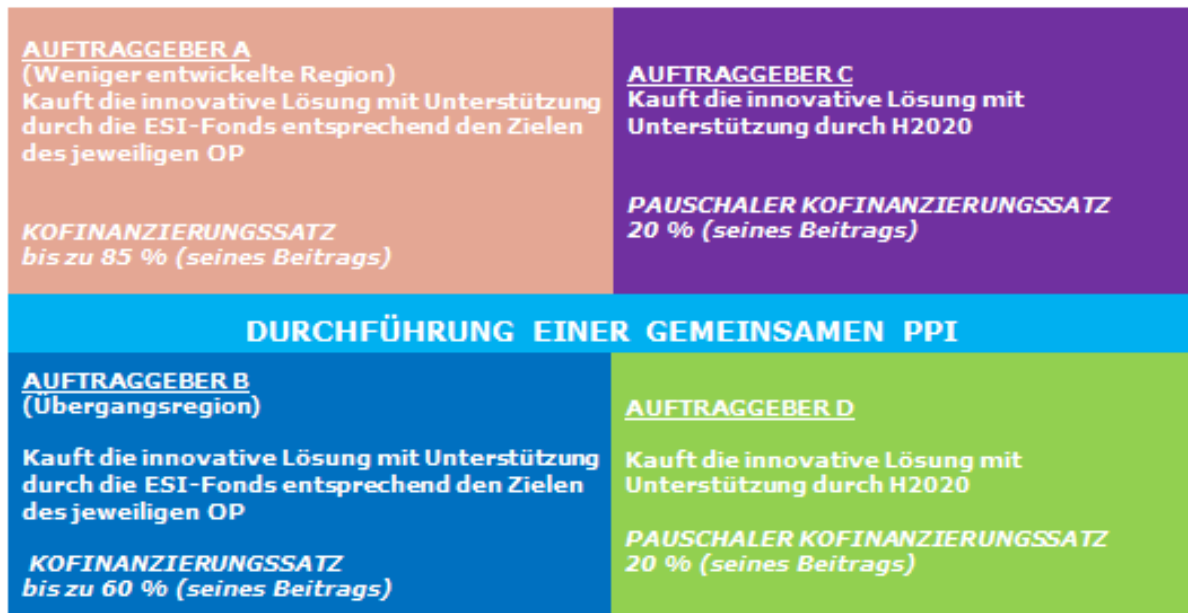 AUFTRAGGEBER A
(Weniger entwickelte Region)
Kauft die innovative Lösung mit Unterstützung
durch die ESI-Fonds entsprechend den Zielen
des jeweiligen OP
KOFINANZIERUNGSSATZ
bis zu 85 % (seines Beitrags)
AUFTRAGGEBER C
Kauft die innovative Lösung mit
Unterstützung durch H2020
PAUSCHALER KOFINANZIERUNGSSATZ
20 % (seines Beitrags)
DURCHFÜHRUNG EINER GEMEINSAMEN PPI
AUFTRAGGEBER B
(Übergangsregion)
Kauft die innovative Lösung mit Unterstützung
durch die ESI-Fonds entsprechend den Zielen
des jeweiligen OP
KOFINANZIERUNGSSATZ
bis zu 60 % (seines Beitrags)
AUFTRAGGEBER D
Kauft die innovative Lösung mit
Unterstützung durch H2020
PAUSCHALER KOFINANZIERUNGSSATZ
20 % (seines Beitrags)